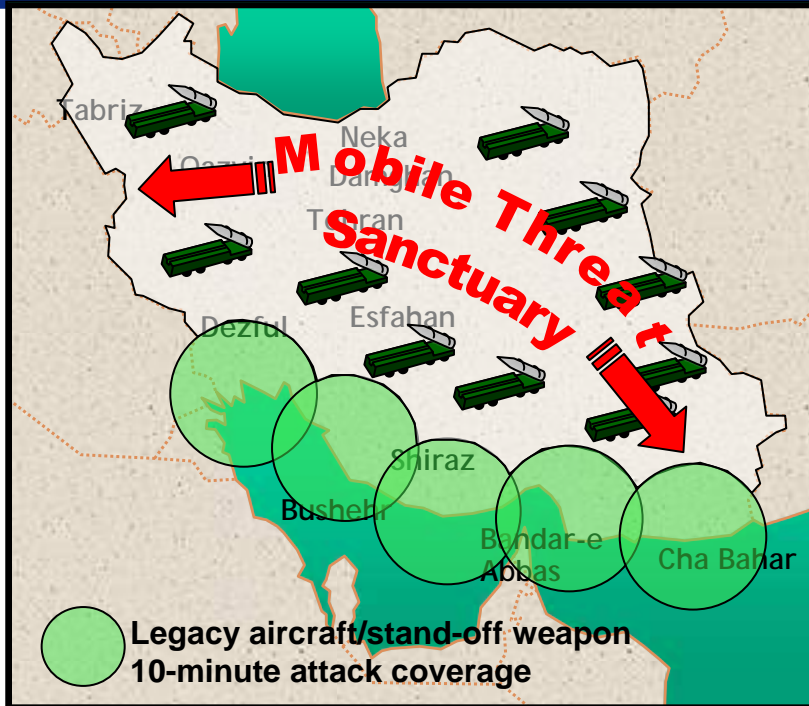 Tabriz
Neka
Qazvin
Damghan
Tehran
Mobile Threat
Sanctuary
Dezful
Esfahan
Shiraz
Bushehr
Bandar-e
Abbas
Cha Bahar
Legacy aircraft/stand-off weapon
10-minute attack coverage